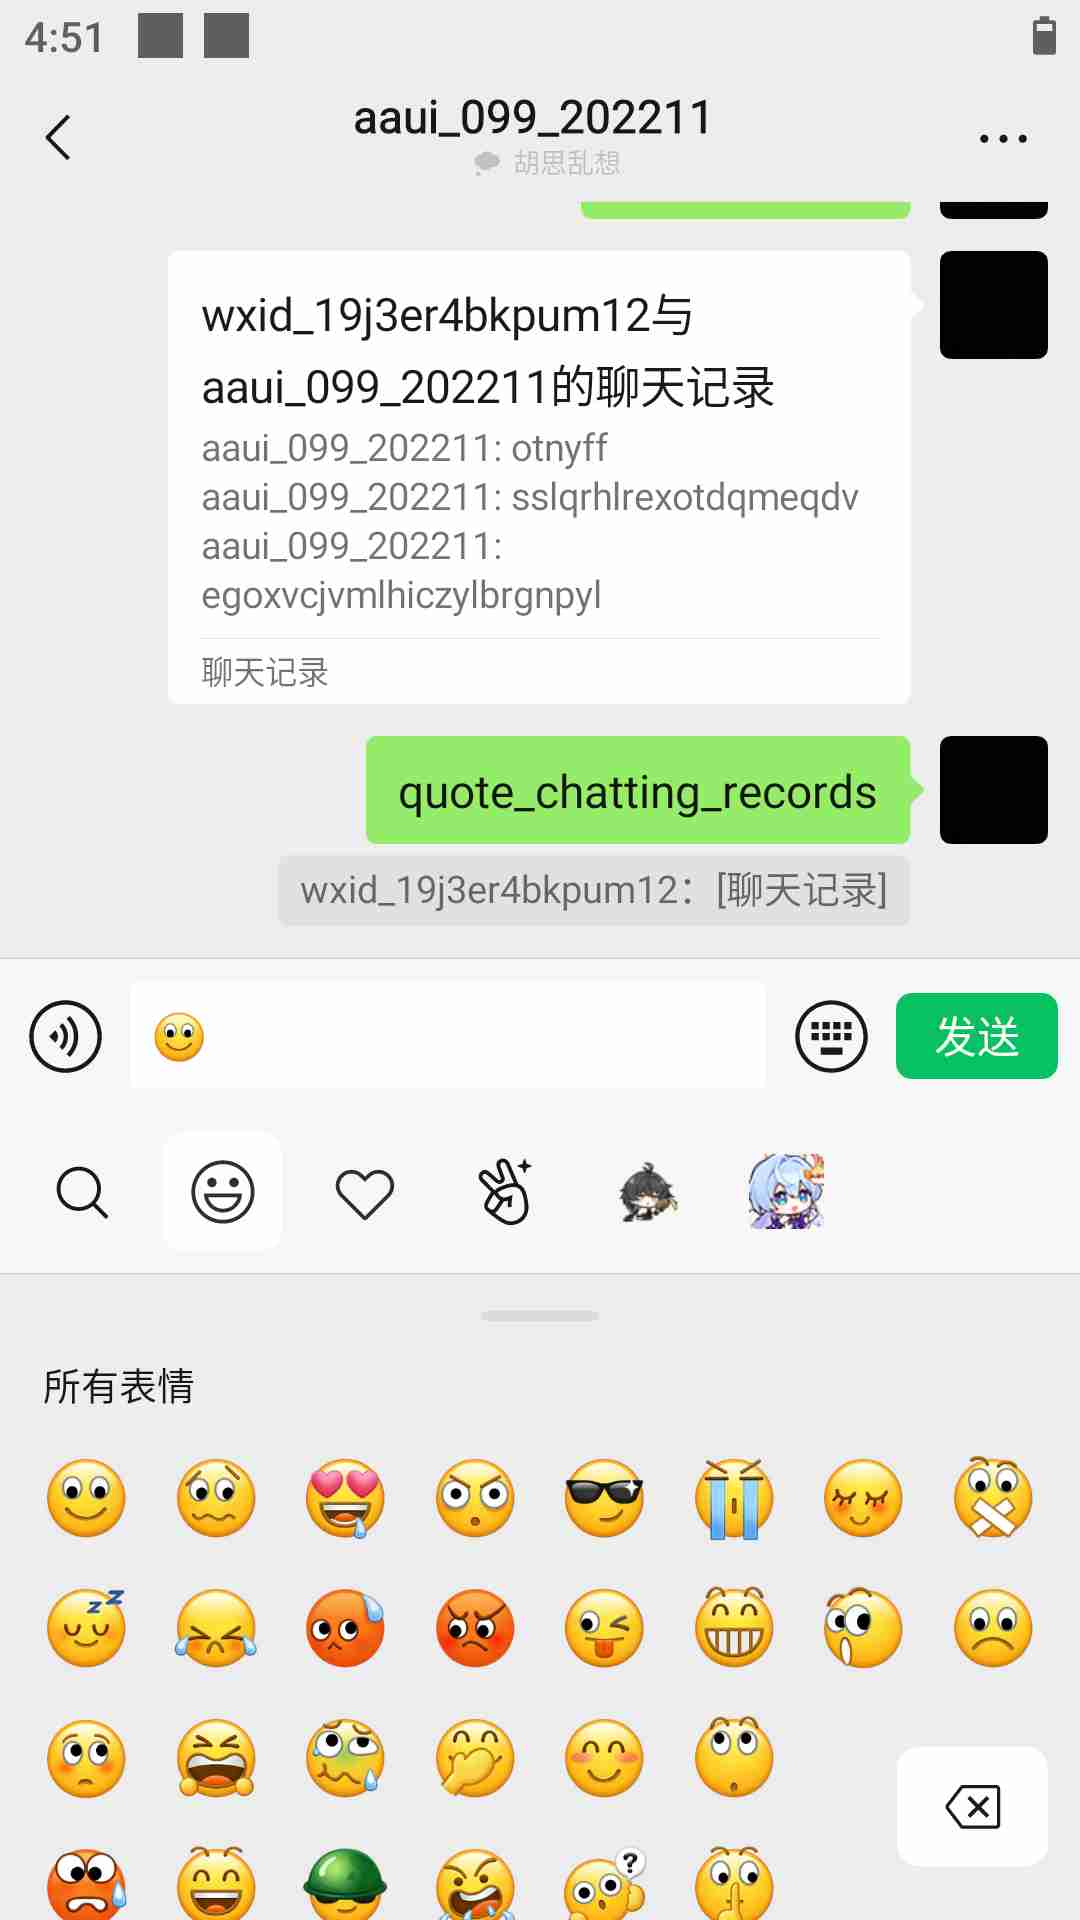 4:51
aaui_099_202211
胡思乱想
wxid_19j3er4bkpum12与
aaui_099_202211的聊天记录
aaui_099_202211: otnyff
aaui_099_202211: sslqrhlrexotdqmeqdv
aaui_099_202211:
egoxvcjvmlhiczylbrgnpyl
聊天记录
quote_chatting_records
wxid_19j3er4bkpum12：[聊天记录]
发送
所有表情